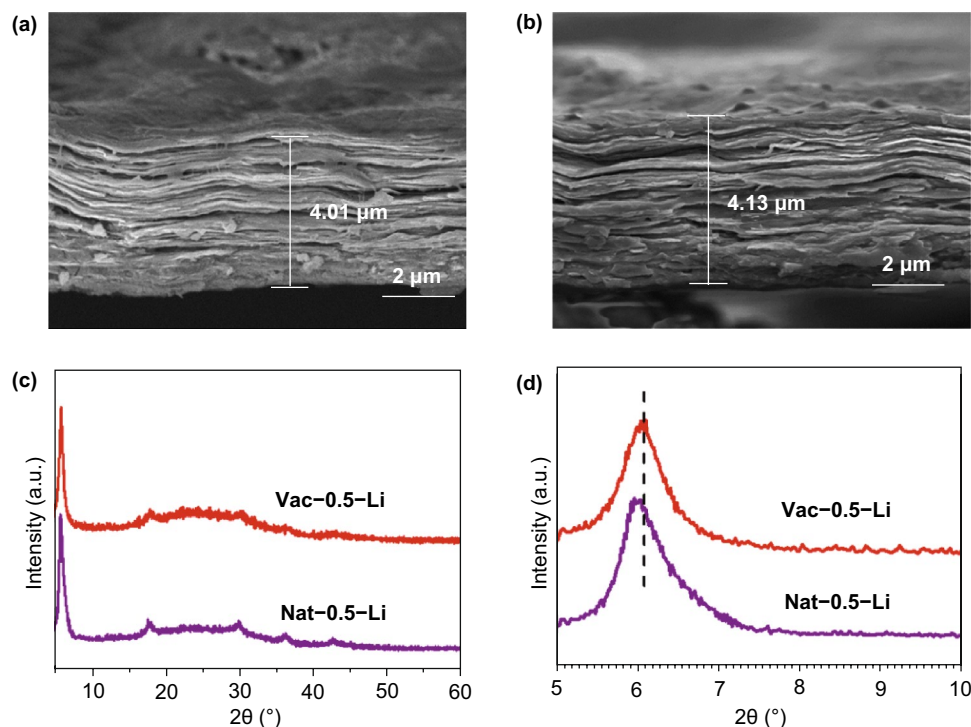 (a)
4.01 µm
2 µm
(b)
4.13 µm
2 µm
(c)
Intensity (a.u.)
Vac−0.5−Li
Nat−0.5−Li
10 20 30 40 50 60
2θ (°)
(d)
Intensity (a.u.)
Vac−0.5−Li
Nat−0.5−Li
5 6 7 8 9 10
2θ (°)